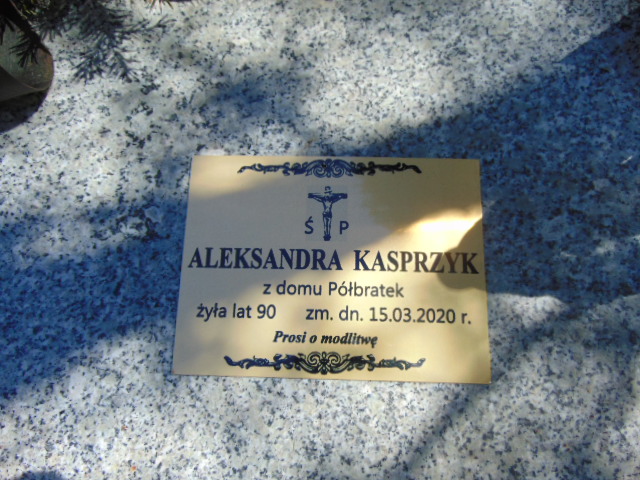 Ś P
ALEKSANDRA KASPRZYK
z domu Półbratek
żyła lat 90 zm. dn. 15.03.2020 r.
Prosi o modlitwę